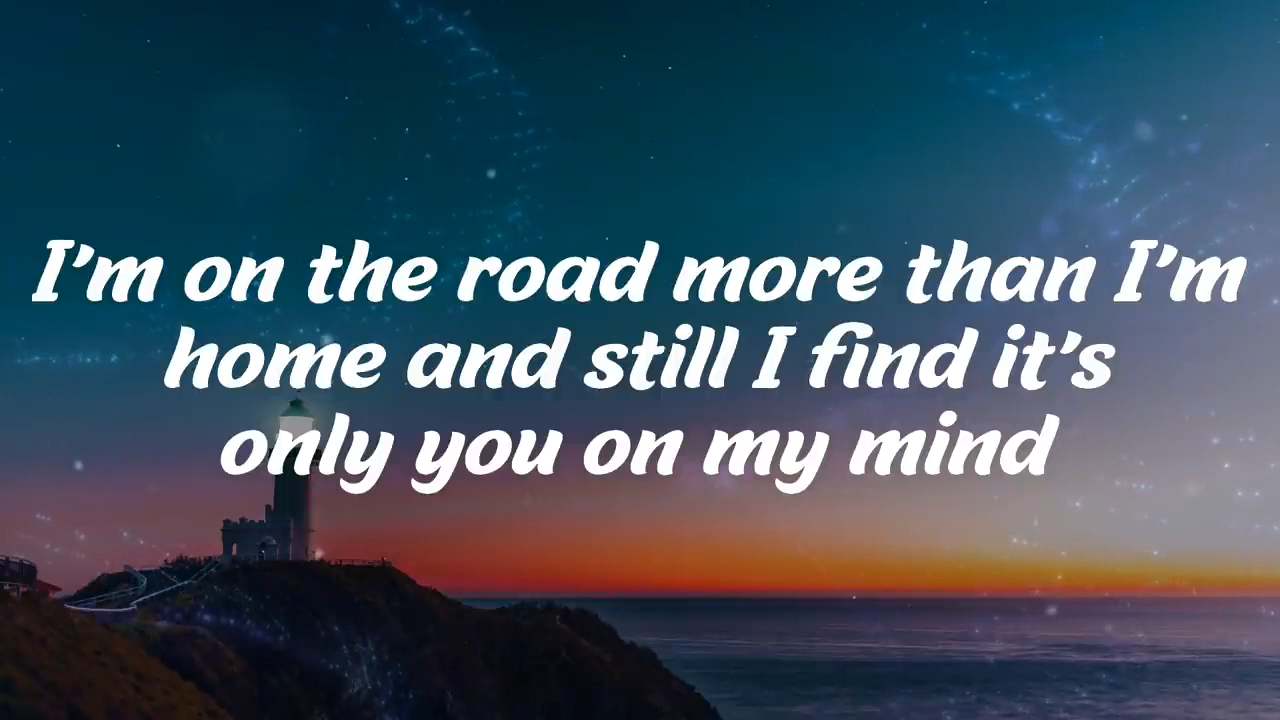 I'm on the road more than I'm
home and still I find it's
only you on my mind